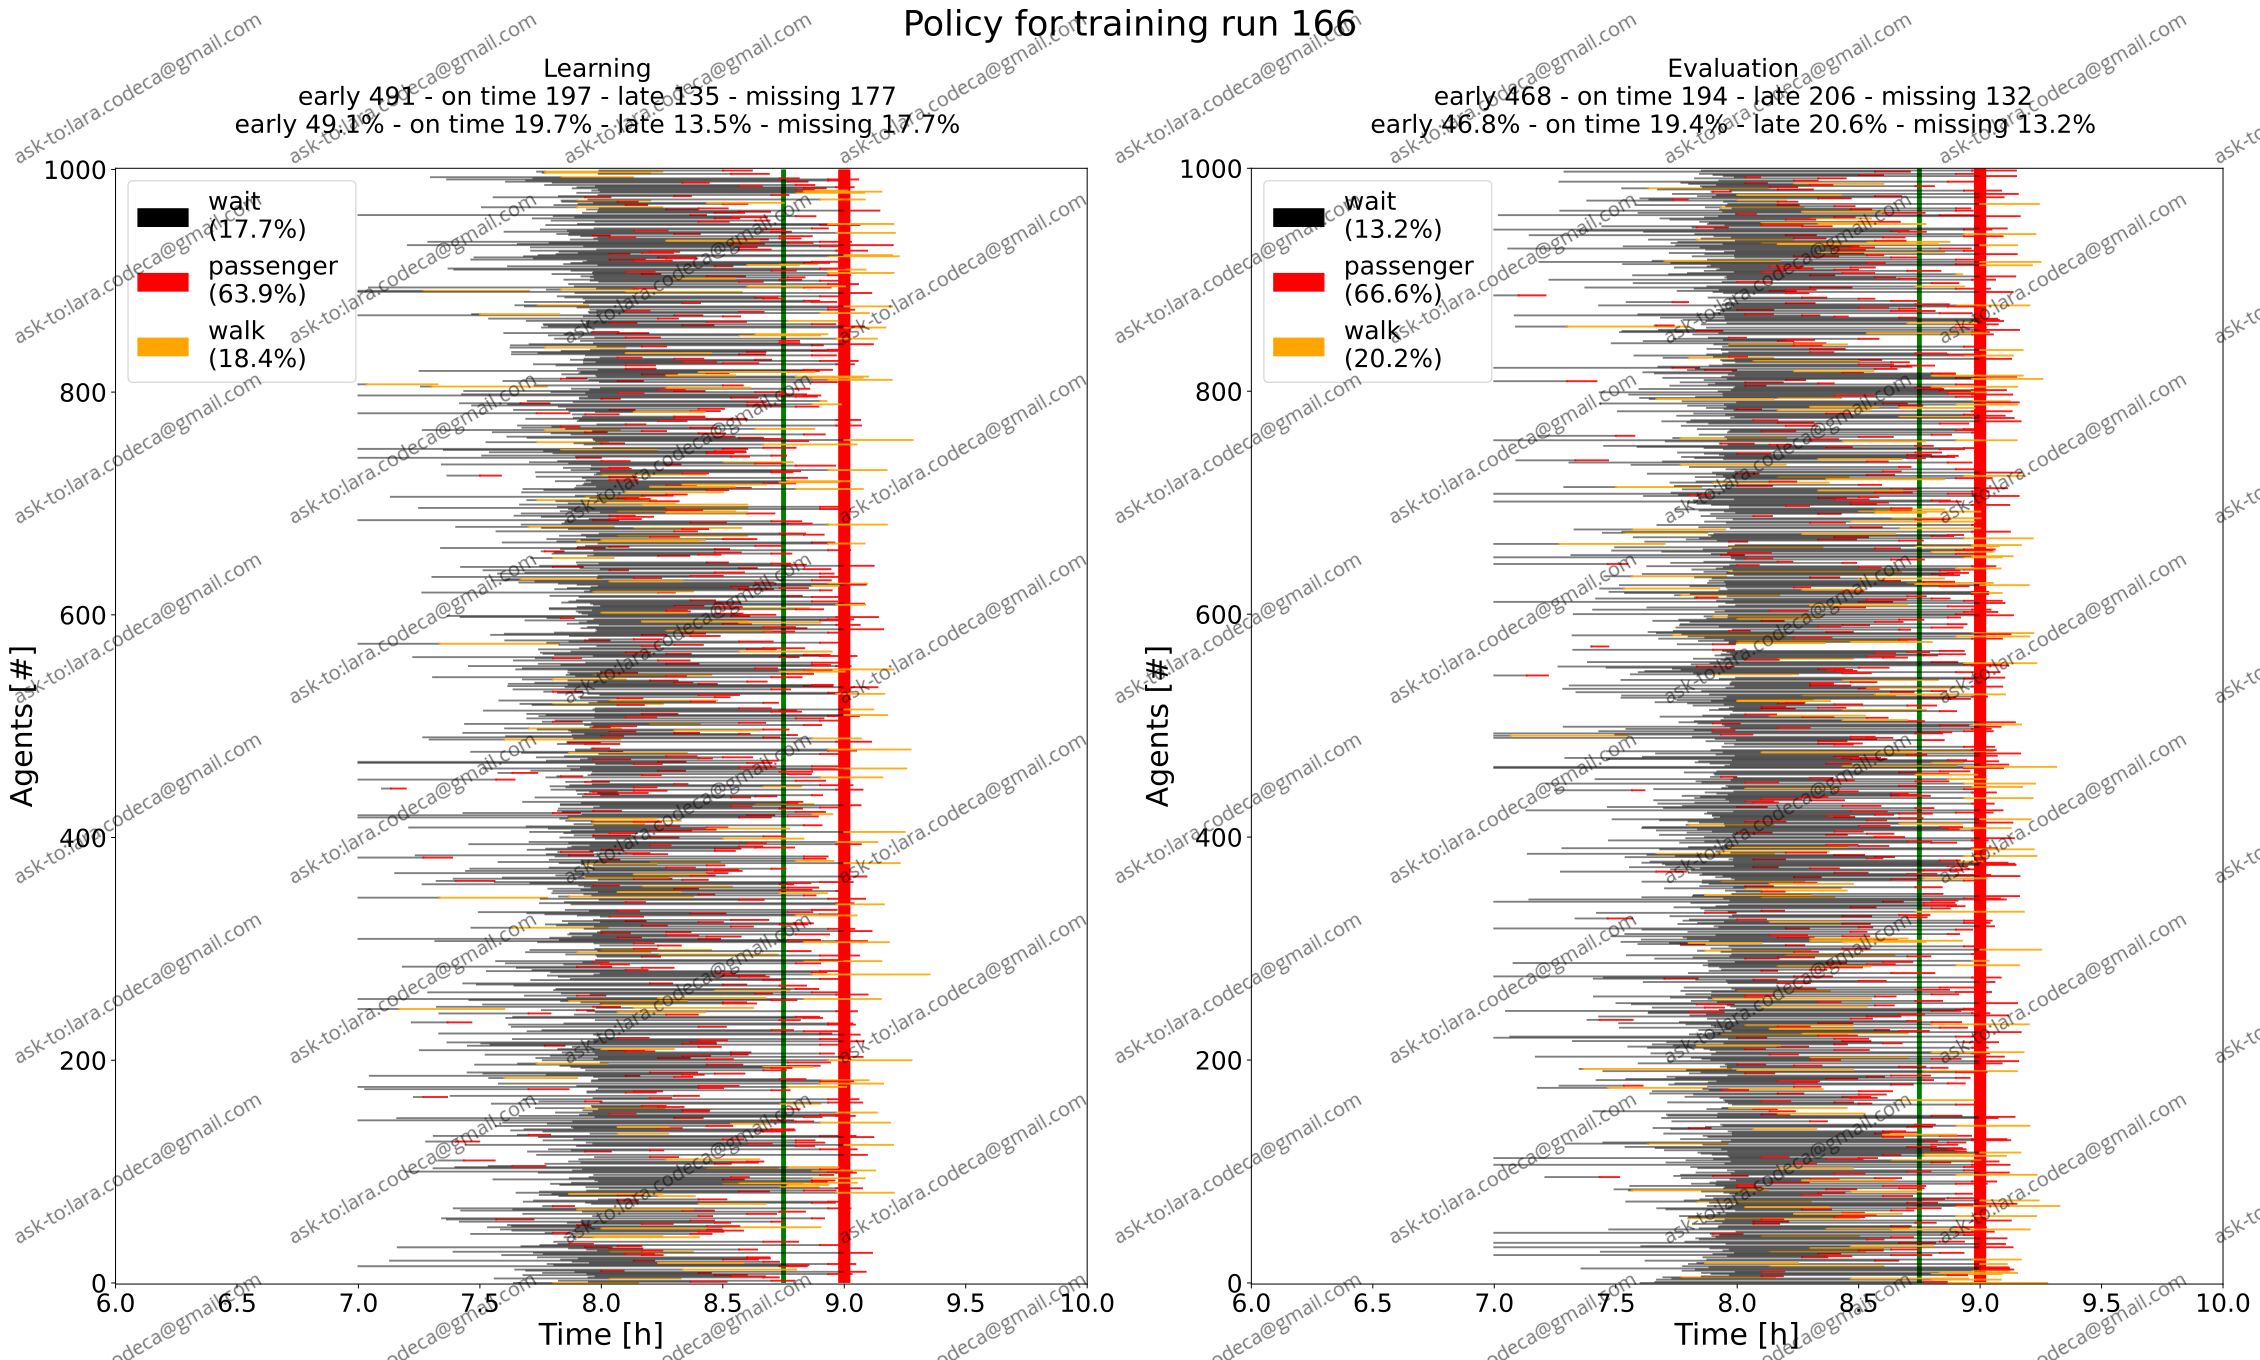 Policy for training run 166
Learning
early 491 - on time 197 - late 135 - missing 177
early 49.1% - on time 19.7% - late 13.5% - missing 17.7%
wait
(17.7%)
passenger
(63.9%)
walk
(18.4%)
Agents [#]
1000
800
600
400
200
0
6.0 6.5 7.0 7.5 8.0 8.5 9.0 9.5 10.0
Time [h]
Evaluation
early 468 - on time 194 - late 206 - missing 132
early 46.8% - on time 19.4% - late 20.6% - missing 13.2%
wait
(13.2%)
passenger
(66.6%)
walk
(20.2%)
Agents [#]
1000
800
600
400
200
0
6.0 6.5 7.0 7.5 8.0 8.5 9.0 9.5 10.0
Time [h]
ask-to:lara.codeca@gmail.com